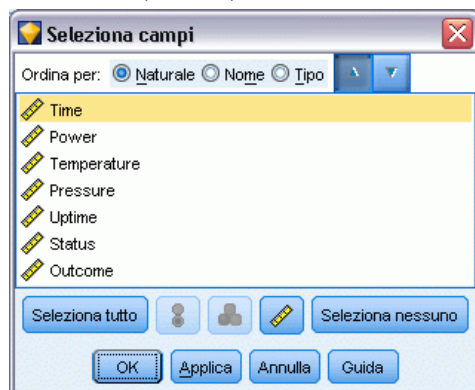 Seleziona campi
Ordina per: Naturale Nome Tipo
Time
Power
Temperature
Pressure
Uptime
Status
Outcome
Seleziona tutto Seleziona nessuno
OK Applica Annulla Guida